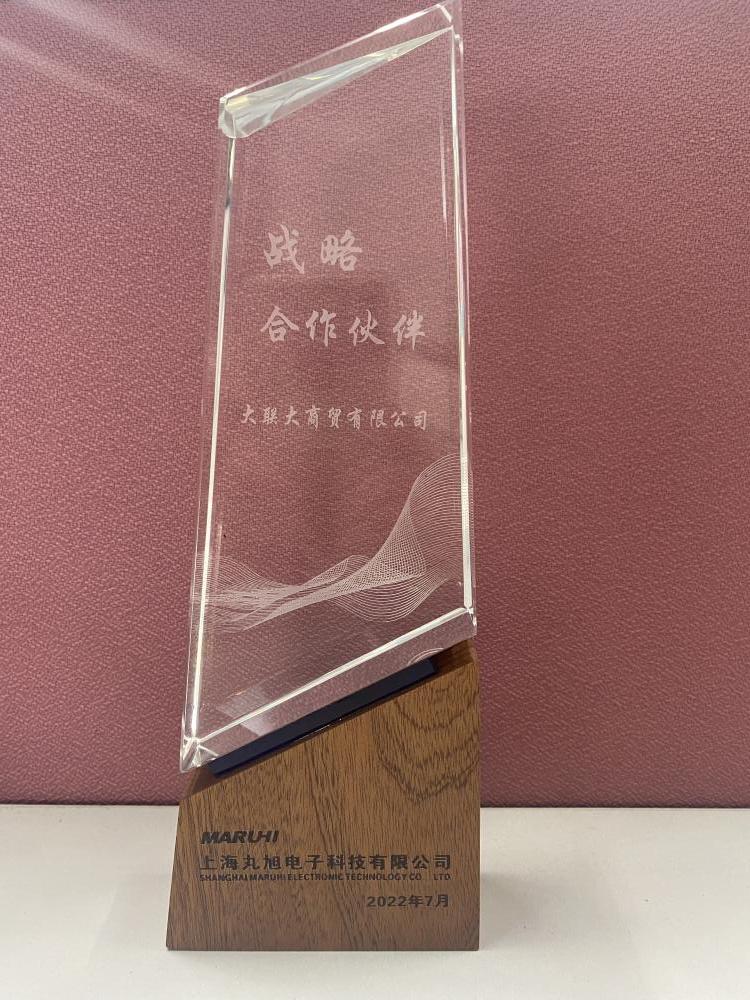 战略
合作伙伴
大联大商贸有限公司
MARUHI
上海丸旭电子科技有限公司
SHANGHAI MARUHI ELECTRONIC TECHNOLOGY CO., LTD
2022年7月